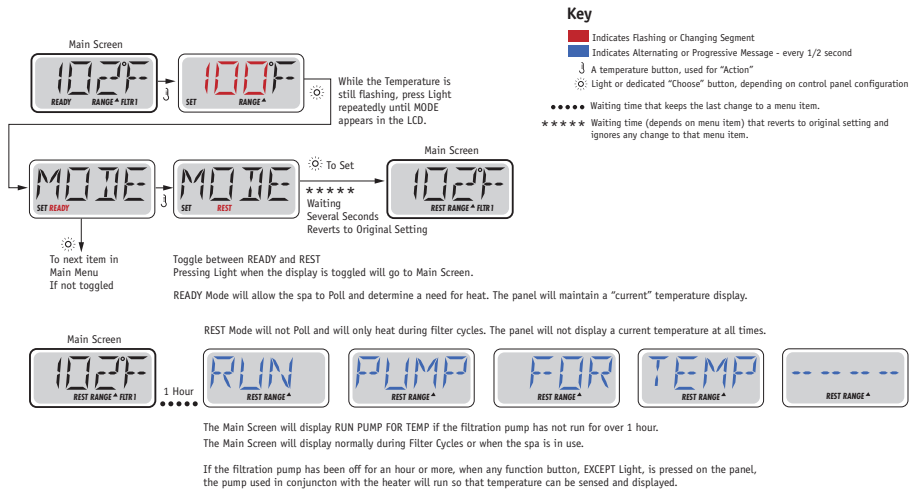 Key
Indicates Flashing or Changing Segment
Indicates Alternating or Progressive Message - every 1/2 second
A temperature button, used for “Action”
Light or dedicated “Choose” button, depending on control panel configuration
••••• Waiting time that keeps the last change to a menu item.
***** Waiting time (depends on menu item) that reverts to original setting and
ignores any change to that menu item.
Main Screen
102°F
READY RANGE FLTR1
100°F
SET RANGE
While the Temperature is
still flashing, press Light
repeatedly until MODE
appears in the LCD.
MODE
SET READY
MODE
SET REST
To Set
*****
Waiting
Several Seconds
Reverts to Original Setting
Main Screen
102°F
REST RANGE FLTR1
To next item in
Main Menu
If not toggled
Toggle between READY and REST
Pressing Light when the display is toggled will go to Main Screen.
READY Mode will allow the spa to Poll and determine a need for heat. The panel will maintain a “current” temperature display.
REST Mode will not Poll and will only heat during filter cycles. The panel will not display a current temperature at all times.
Main Screen
102°F
REST RANGE FLTR1
1 Hour
•••••
RUN
REST RANGE
PUMP
REST RANGE
FOR
REST RANGE
TEMP
REST RANGE
-- -- -- --
REST RANGE
The Main Screen will display RUN PUMP FOR TEMP if the filtration pump has not run for over 1 hour.
The Main Screen will display normally during Filter Cycles or when the spa is in use.
If the filtration pump has been off for an hour or more, when any function button, EXCEPT Light, is pressed on the panel,
the pump used in conjuncton with the heater will run so that temperature can be sensed and displayed.